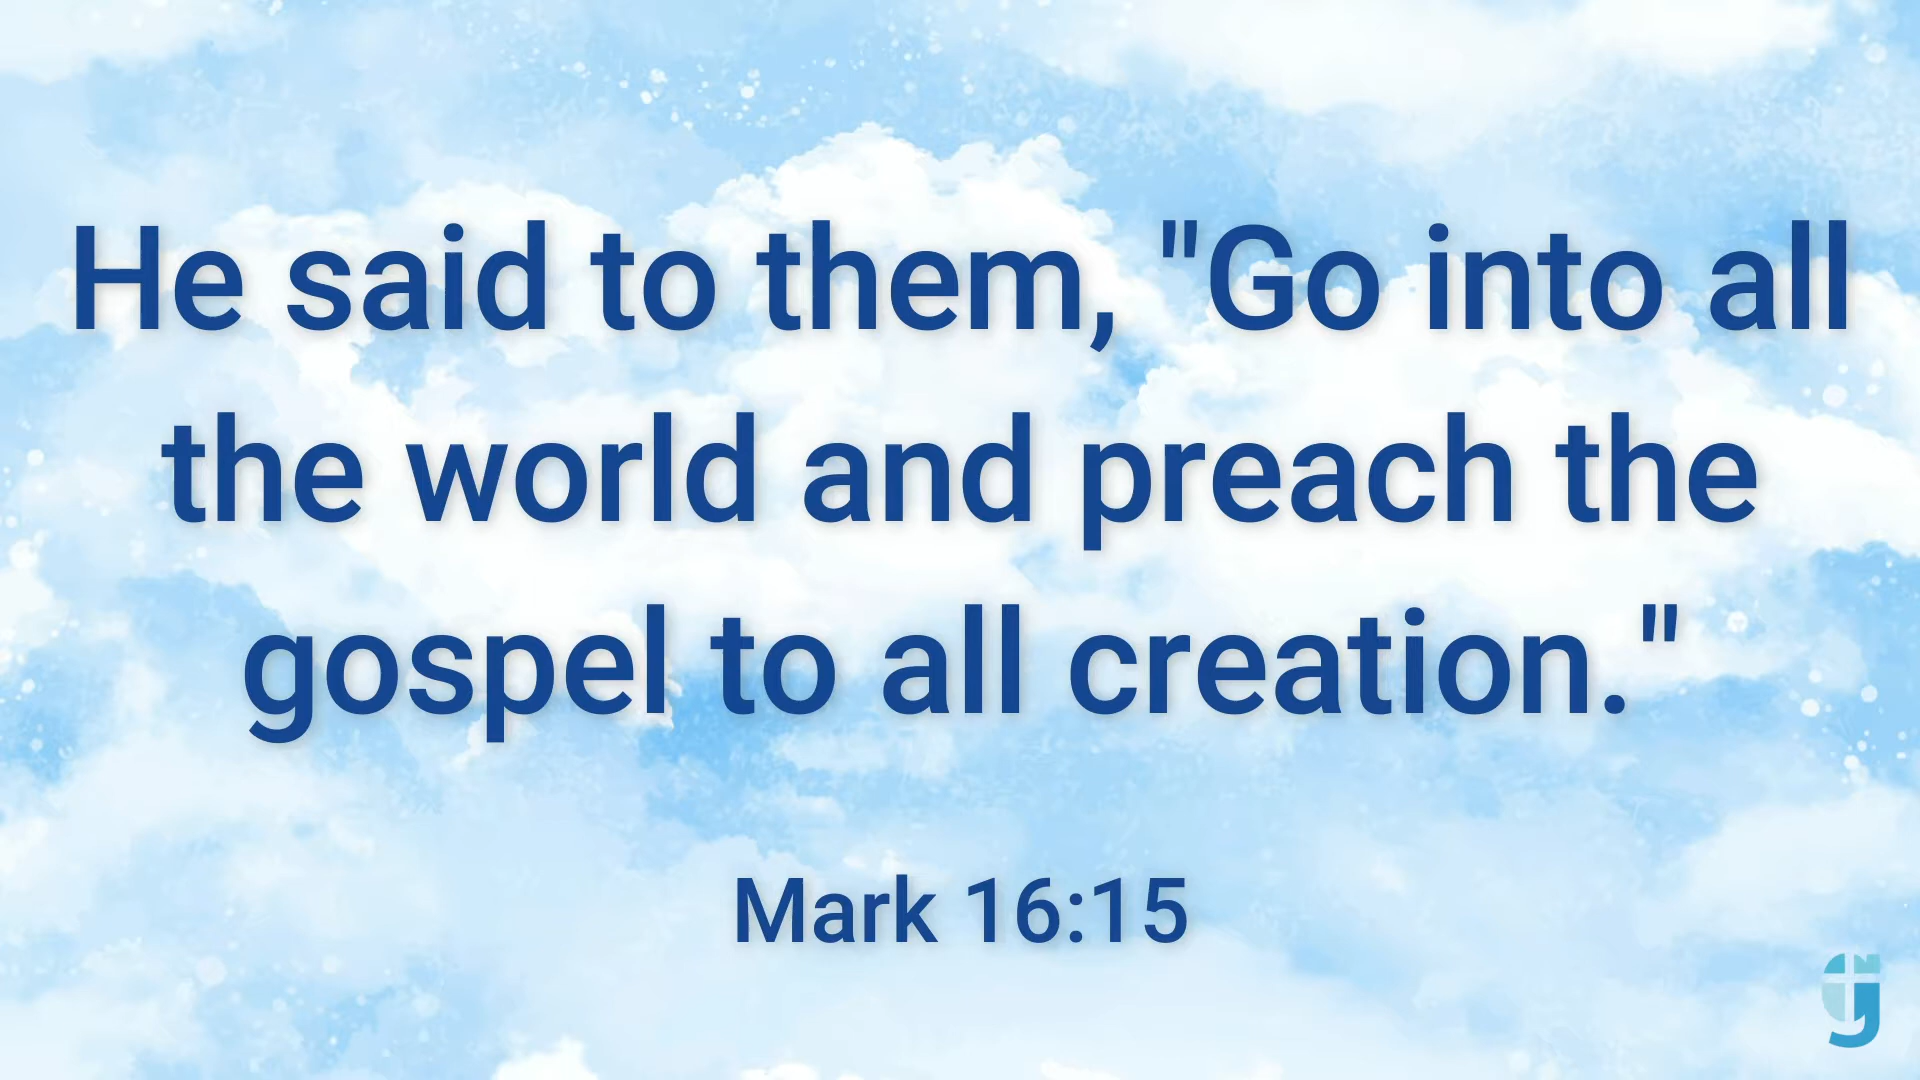 He said to them, "Go into all
the world and preach the
gospel to all creation."
Mark 16:15